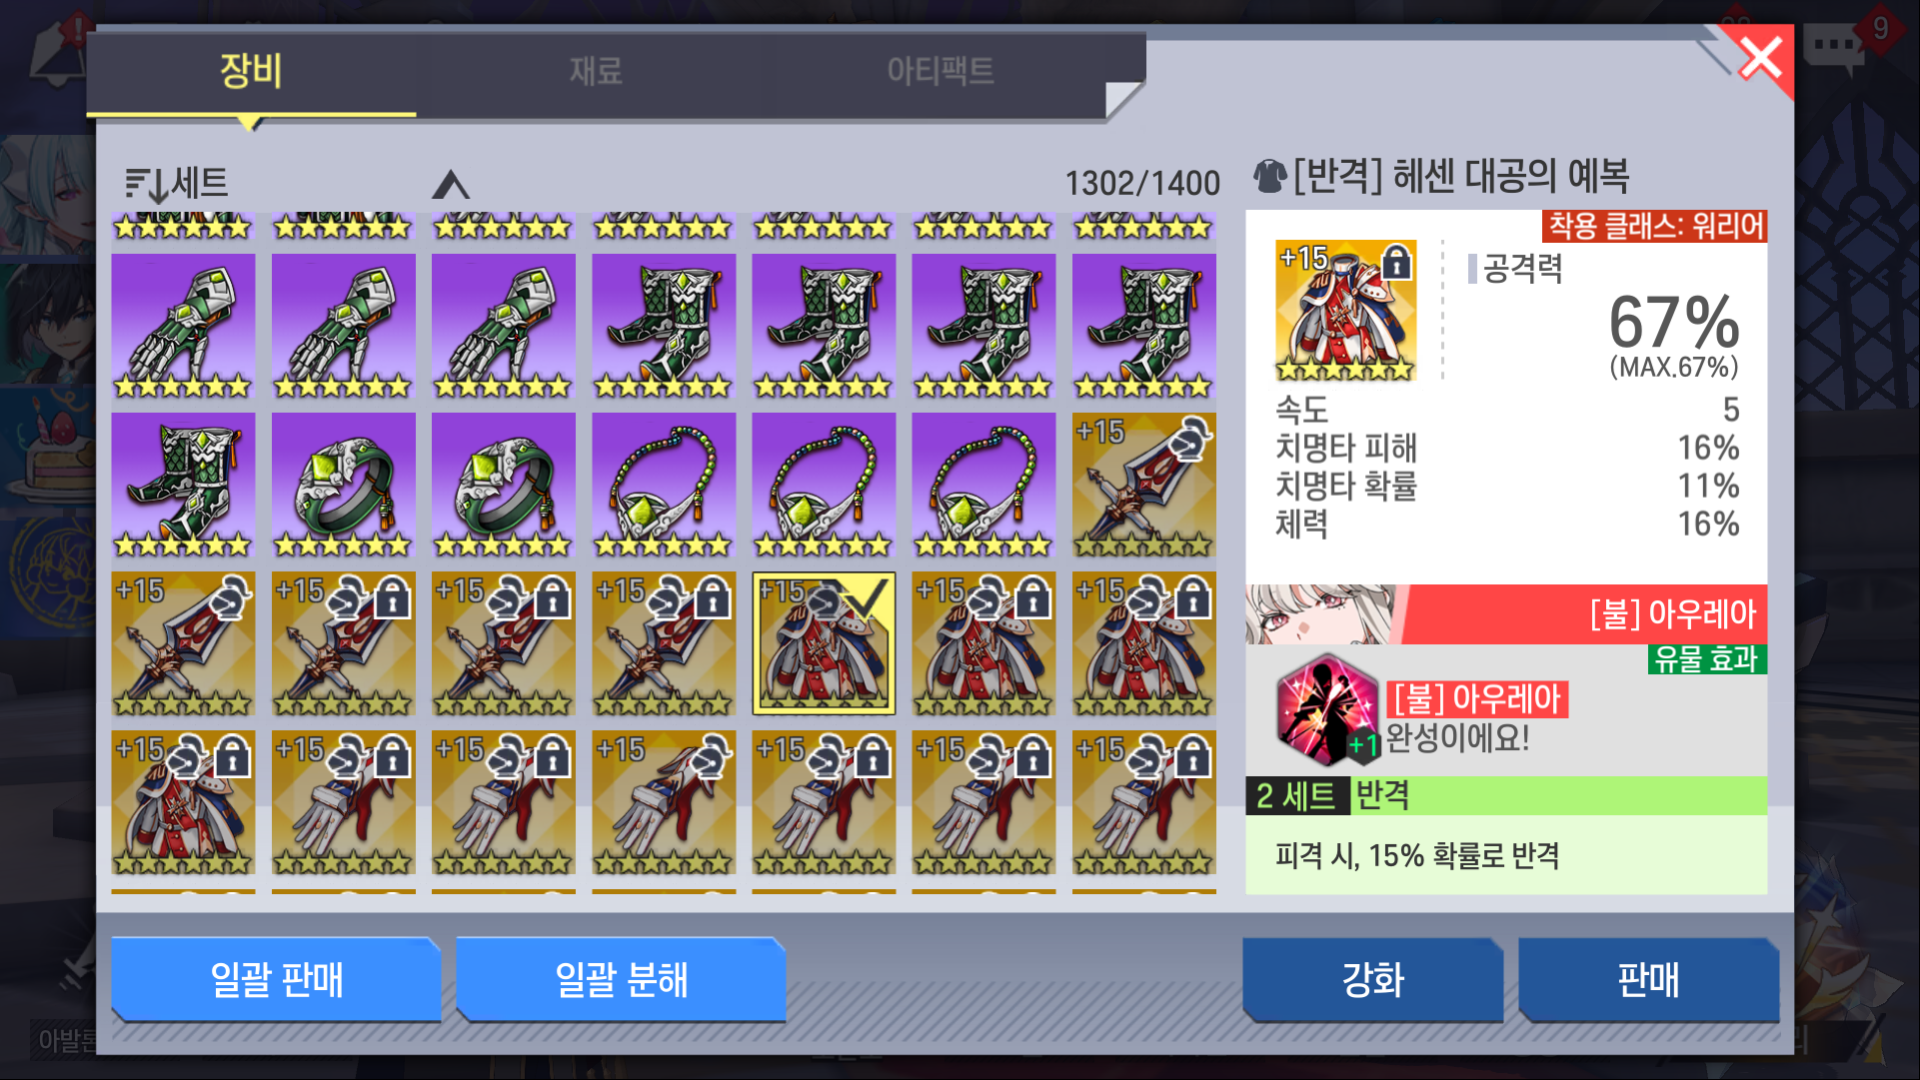 장비
재료
아티팩트
9
세트
1302/1400
[반격] 헤센 대공의 예복
착용 클래스: 워리어
+15
공격력
67%
(MAX.67%)
속도 5
치명타 피해 16%
치명타 확률 11%
체력 16%
+15
+15 +15 +15 +15 +15 +15 +15
+15 +15 +15 +15 +15 +15 +15
[불] 아우레아
유물 효과
[불] 아우레아
+1 완성이에요!
2 세트 반격
피격 시, 15% 확률로 반격
일괄 판매
일괄 분해
강화
판매